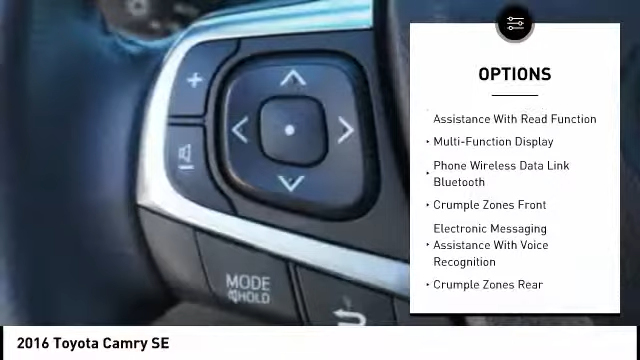 OPTIONS
Assistance With Read Function
Multi-Function Display
Phone Wireless Data Link
Bluetooth
Crumple Zones Front
Electronic Messaging
Assistance With Voice
Recognition
Crumple Zones Rear
MODE
HOLD
2016 Toyota Camry SE